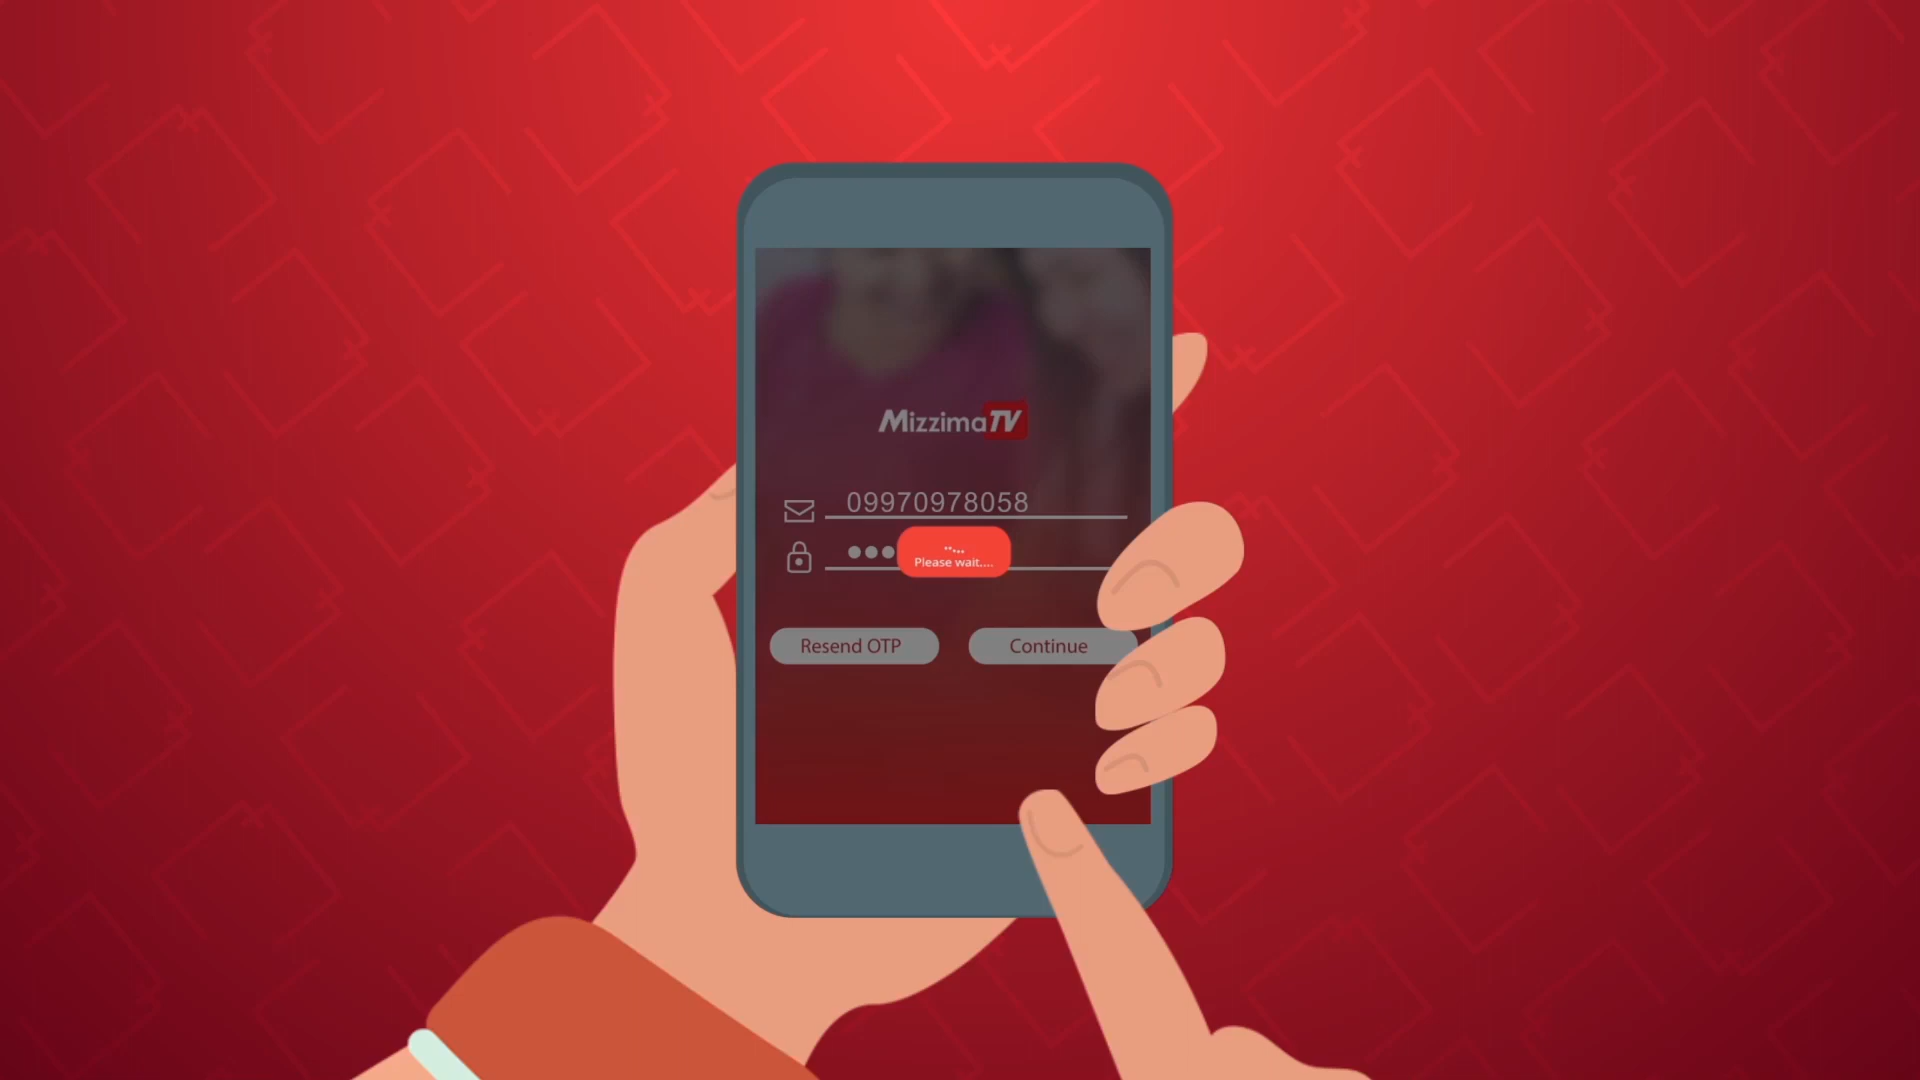 MizzimaTV
09970978058
Please wait....
Resend OTP
Continue